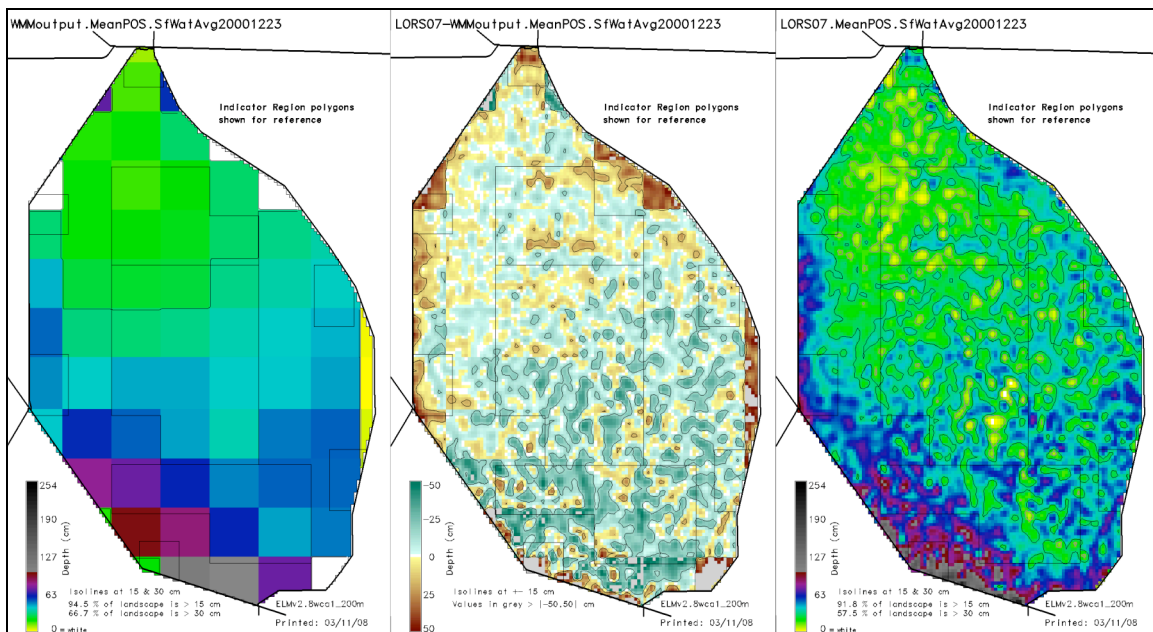 WMMoutput.MeanPOS.SfWatAvg20001223
Indicator Region polygons
shown for reference
254
190
127
63
0 = white
Depth (cm)
Isolines at 15 & 30 cm
94.5 % of landscape is > 15 cm
66.7 % of landscape is > 30 cm
ELMv2.8wca1_200m
Printed: 03/11/08
LORS07-WMMoutput.MeanPOS.SfWatAvg20001223
Indicator Region polygons
shown for reference
-50
-25
0
25
50
Depth (cm)
white
Isolines at +- 15 cm
Values in grey > |-50,50| cm
ELMv2.8wca1_200m
Printed: 03/11/08
LORS07.MeanPOS.SfWatAvg20001223
Indicator Region polygons
shown for reference
254
190
127
63
0 = white
Depth (cm)
Isolines at 15 & 30 cm
91.8 % of landscape is > 15 cm
57.5 % of landscape is > 30 cm
ELMv2.8wca1_200m
Printed: 03/11/08